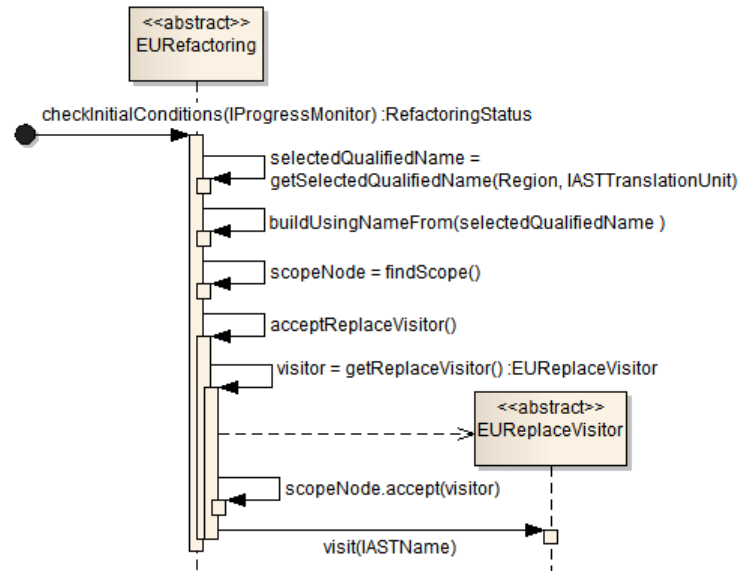 <<abstract>>
EURefactoring
checkInitialConditions(IProgressMonitor) :RefactoringStatus
selectedQualifiedName =
getSelectedQualifiedName(Region, IASTTranslationUnit)
buildUsingNameFrom(selectedQualifiedName )
scopeNode = findScope()
acceptReplaceVisitor()
visitor = getReplaceVisitor() :EUReplaceVisitor
<<abstract>>
EUReplaceVisitor
scopeNode.accept(visitor)
visit(IASTName)